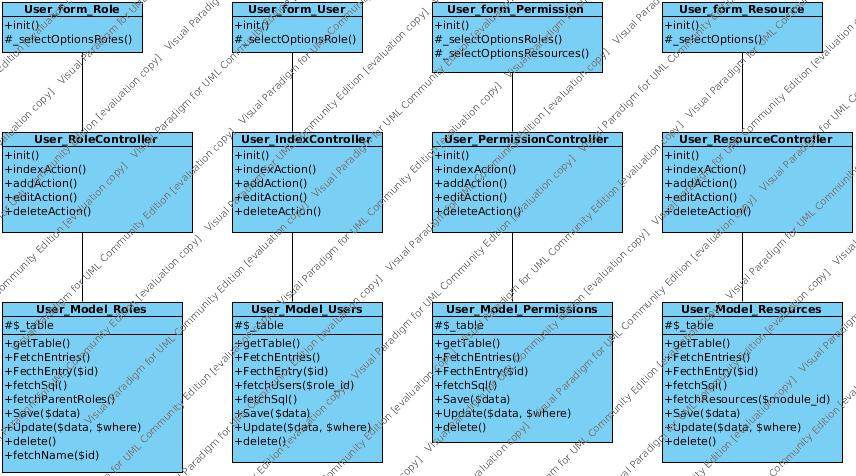 User_form_Role
+init()
#_selectOptionsRoles()
User_form_User
+init()
#_selectOptionsRole()
User_form_Permission
+init()
#_selectOptionsRoles()
#_selectOptionsResources()
User_form_Resource
+init()
#_selectOptions()
User_RoleController
+init()
+indexAction()
+addAction()
+editAction()
+deleteAction()
User_IndexController
+init()
+indexAction()
+addAction()
+editAction()
+deleteAction()
User_PermissionController
+init()
+indexAction()
+addAction()
+editAction()
+deleteAction()
User_ResourceController
+init()
+indexAction()
+addAction()
+editAction()
+deleteAction()
User_Model_Roles
#$_table
+getTable()
+FetchEntries()
+FecthEntry($id)
+fetchSql()
+fetchParentRoles()
+Save($data)
+Update($data, $where)
+delete()
+fetchName($id)
User_Model_Users
#$_table
+getTable()
+FetchEntries()
+FecthEntry($id)
+fetchUsers($role_id)
+fetchSql()
+Save($data)
+Update($data, $where)
+delete()
User_Model_Permissions
#$_table
+getTable()
+FetchEntries()
+FecthEntry($id)
+fetchSql()
+Save($data)
+Update($data, $where)
+delete()
User_Model_Resources
#$_table
+getTable()
+FetchEntries()
+FecthEntry($id)
+fetchSql()
+fetchResources($module_id)
+Save($data)
+Update($data, $where)
+delete()
Visual Paradigm for UML Community Edition [evaluation copy]